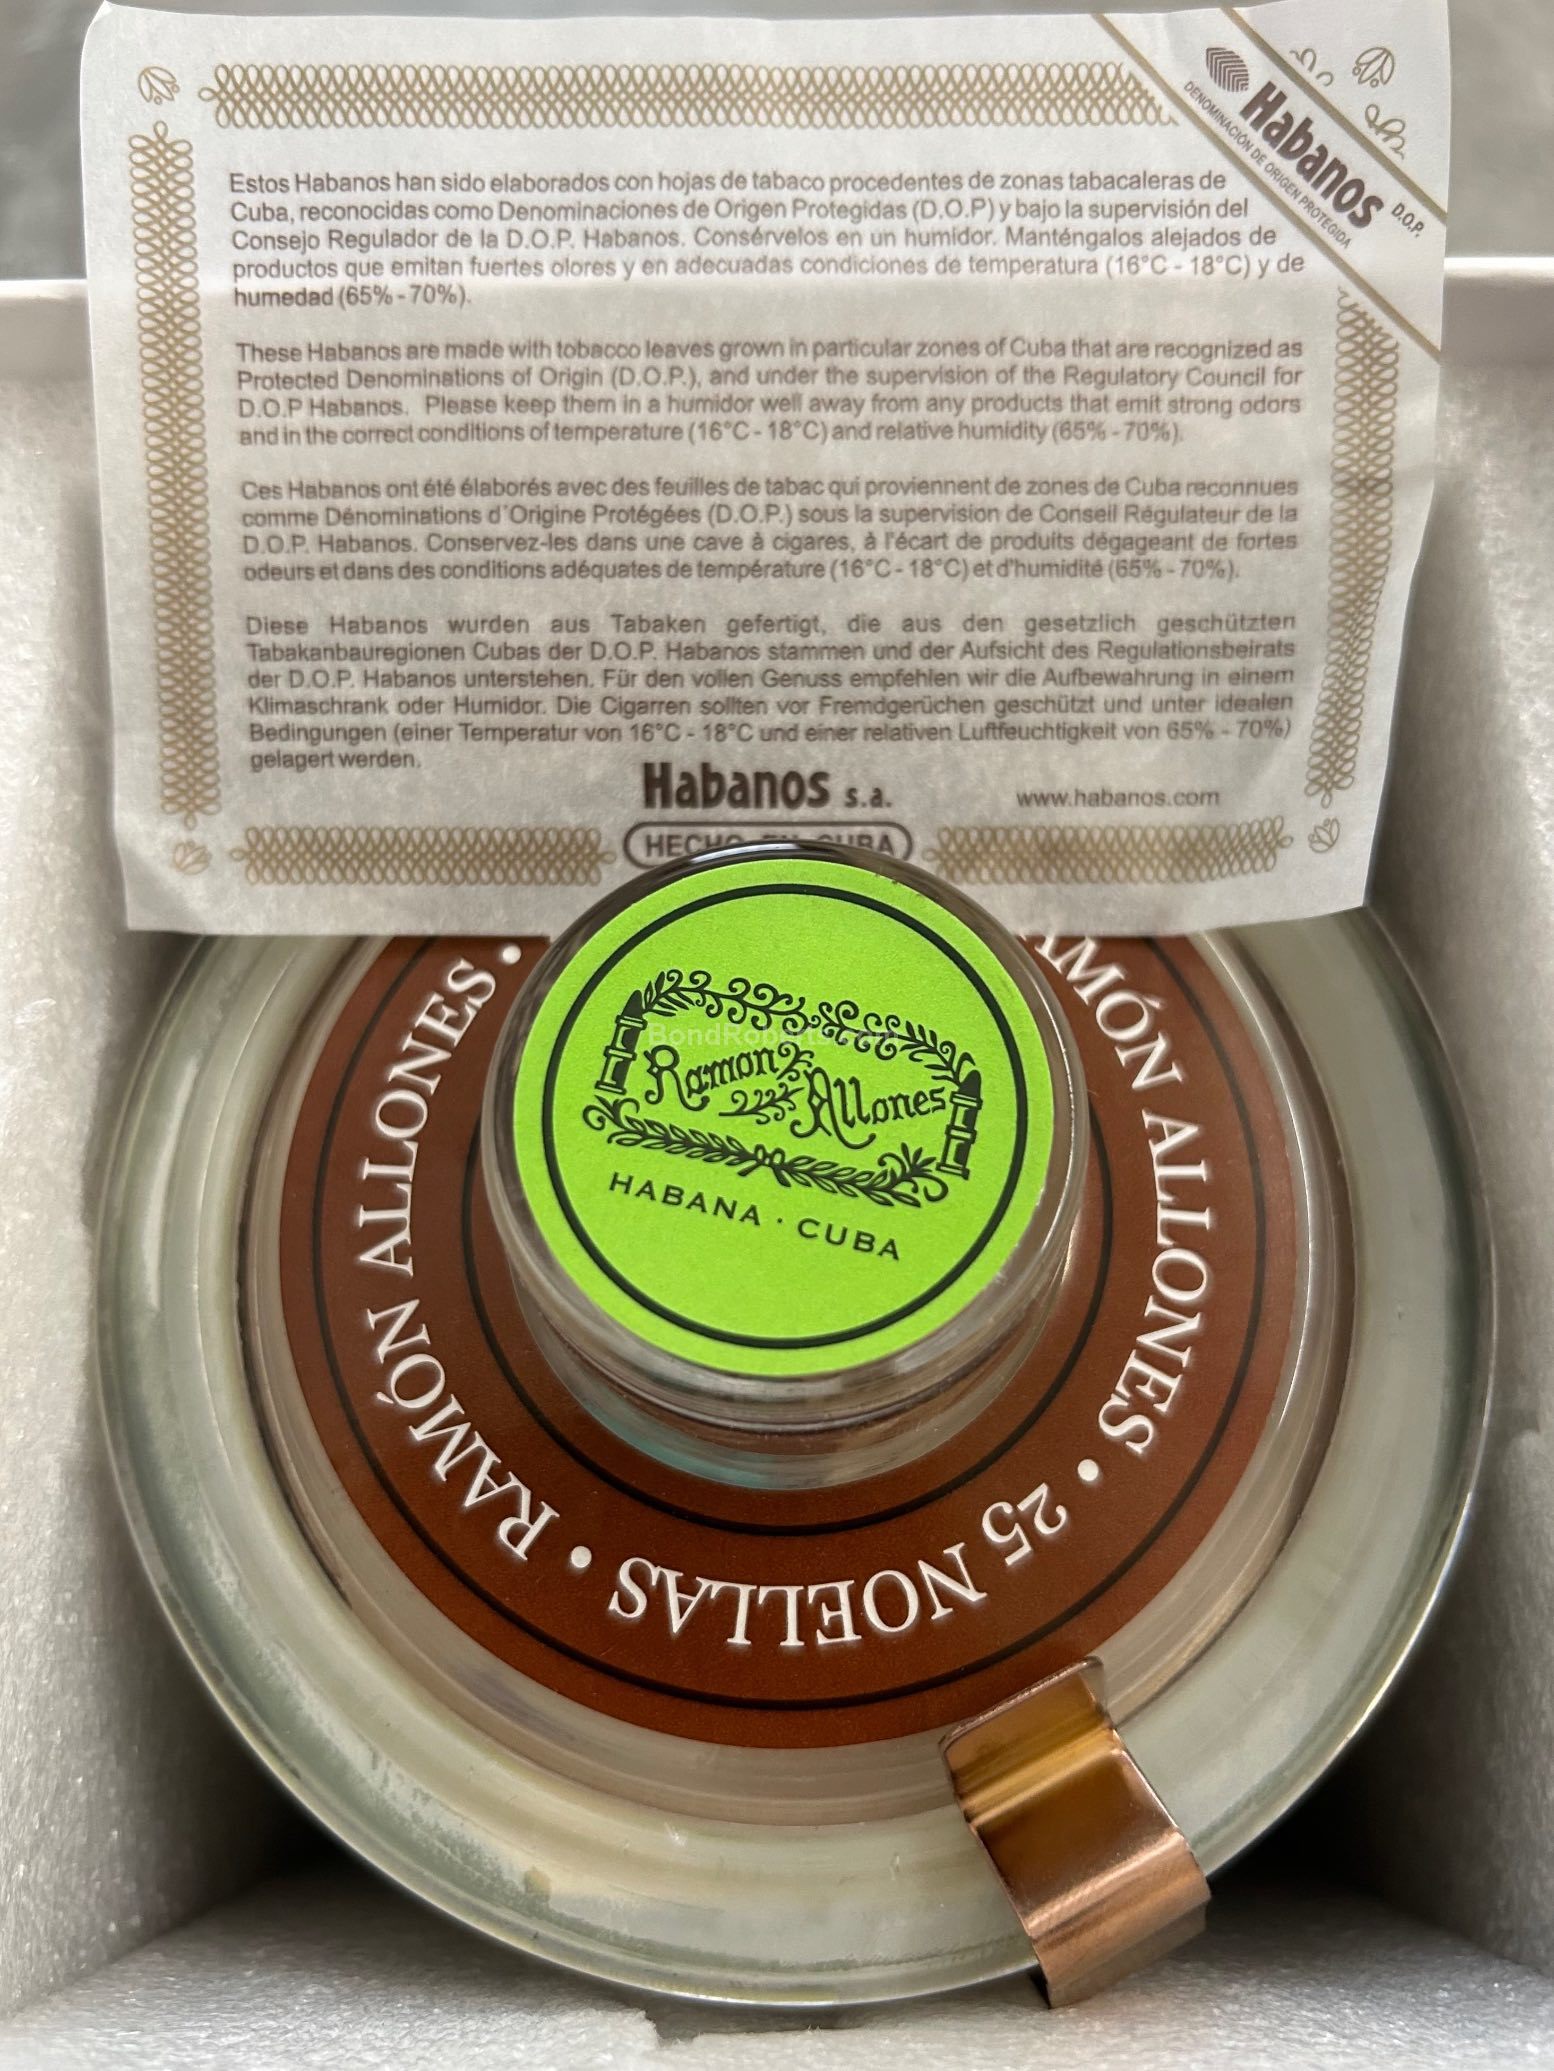 Habanos D.O.P.
DENOMINACIÓN DE ORIGEN PROTEGIDA
Estos Habanos han sido elaborados con hojas de tabaco procedentes de zonas tabacaleras de
Cuba, reconocidas como Denominaciones de Origen Protegidas (D.O.P) y bajo la supervisión del
Consejo Regulador de la D.O.P. Habanos. Consérvelos en un humidor. Manténgalos alejados de
productos que emitan fuertes olores y en adecuadas condiciones de temperatura (16°C - 18°C) y de
humedad (65% - 70%).
These Habanos are made with tobacco leaves grown in particular zones of Cuba that are recognized as
Protected Denominations of Origin (D.O.P.), and under the supervision of the Regulatory Council for
D.O.P Habanos. Please keep them in a humidor well away from any products that emit strong odors
and in the correct conditions of temperature (16°C - 18°C) and relative humidity (65% - 70%).
Ces Habanos ont été élaborés avec des feuilles de tabac qui proviennent de zones de Cuba reconnues
comme Dénominations d'Origine Protégées (D.O.P.) sous la supervision de Conseil Régulateur de la
D.O.P. Habanos. Conservez-les dans une cave à cigares, à l'écart de produits dégageant de fortes
odeurs et dans des conditions adéquates de température (16°C - 18°C) et d'humidité (65% - 70%).
Diese Habanos wurden aus Tabaken gefertigt, die aus den gesetzlich geschützten
Tabakanbauregionen Cubas der D.O.P. Habanos stammen und der Aufsicht des Regulationsbeirats
der D.O.P. Habanos unterstehen. Für den vollen Genuss empfehlen wir die Aufbewahrung in einem
Klimaschrank oder Humidor. Die Cigarren sollten vor Fremdgerüchen geschützt und unter idealen
Bedingungen (einer Temperatur von 16°C - 18°C und einer relativen Luftfeuchtigkeit von 65% - 70%)
gelagert werden.
Habanos s.a.
www.habanos.com
HECHO EN CUBA
Ramon
Allones
HABANA · CUBA
RAMÓN ALLONES •
AMÓN ALLONES •
25 NOELLAS •